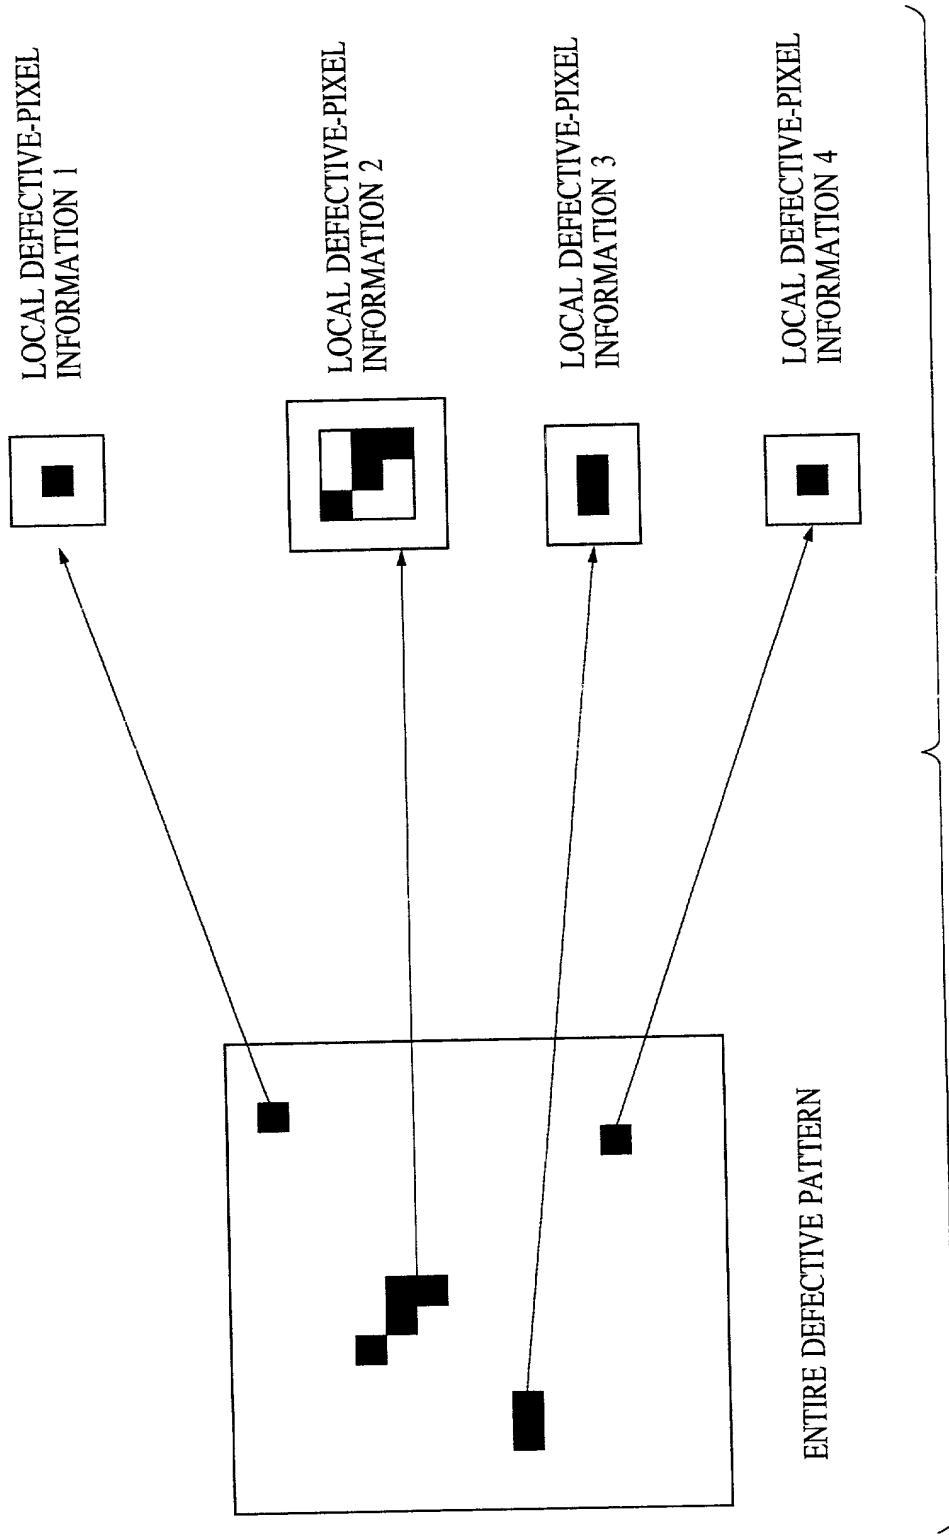 LOCAL DEFECTIVE-PIXEL
INFORMATION 1
LOCAL DEFECTIVE-PIXEL
INFORMATION 2
LOCAL DEFECTIVE-PIXEL
INFORMATION 3
LOCAL DEFECTIVE-PIXEL
INFORMATION 4
ENTIRE DEFECTIVE PATTERN